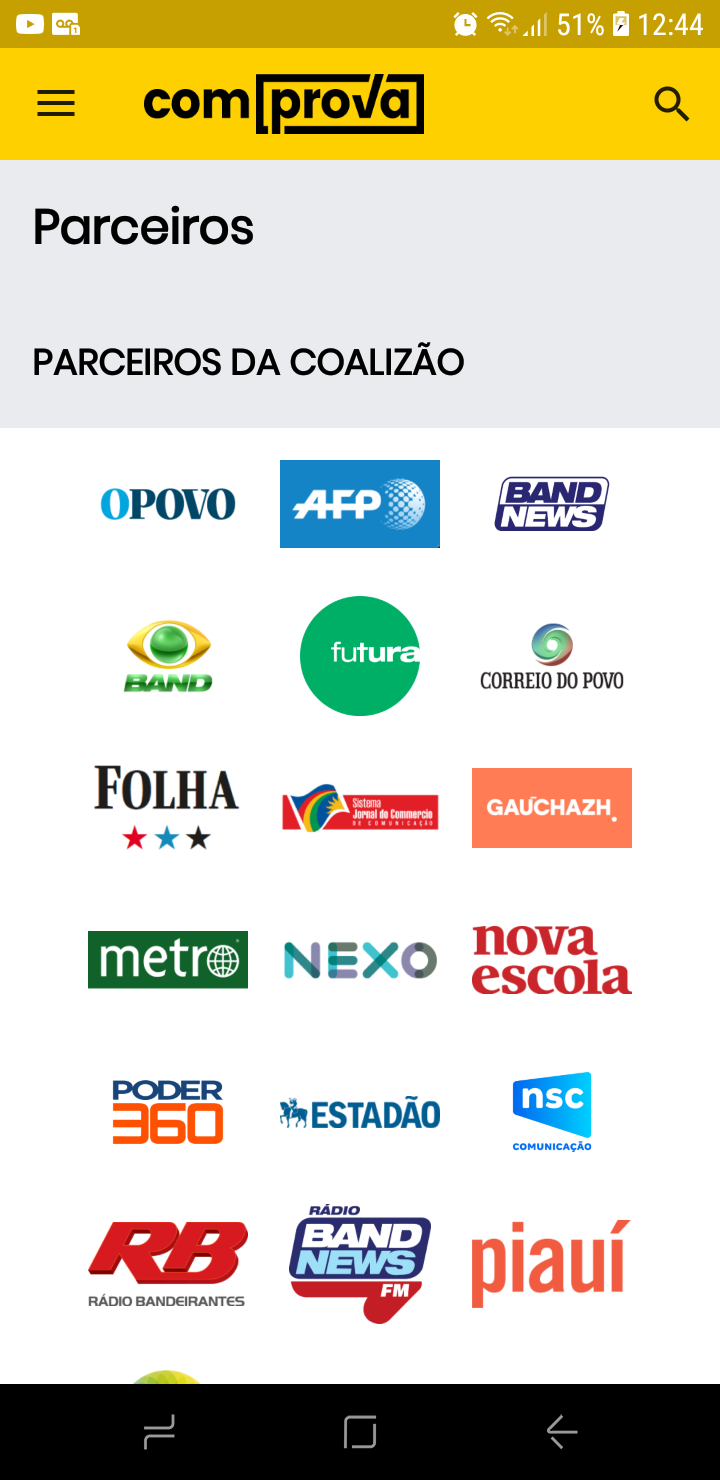 51% 12:44
comprova
Parceiros
PARCEIROS DA COALIZÃO
OPOVO
AFP
BAND
NEWS
BAND
futura
CORREIO DO POVO
FOLHA
Sistema
Jornal do Commercio
DE COMUNICAÇÃO
GAÚCHAZH.
metro
NEXO
nova
escola
PODER
360
ESTADÃO
nsc
COMUNICAÇÃO
RB
RÁDIO BANDEIRANTES
RÁDIO
BAND
NEWS
FM
piauí